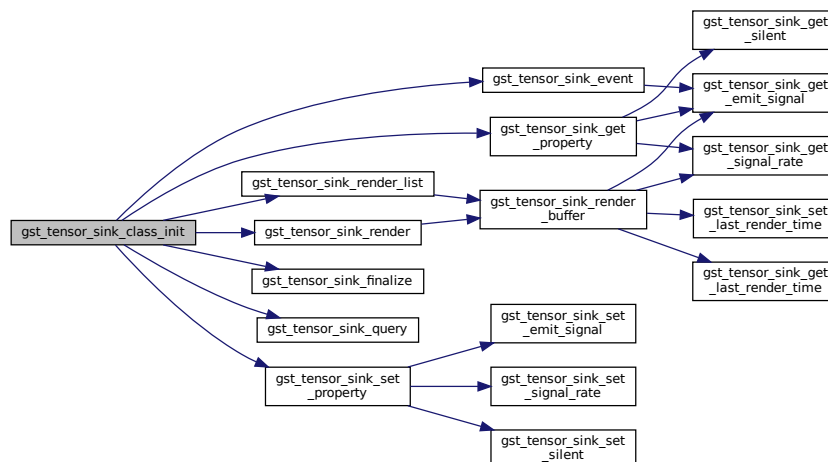 gst_tensor_sink_get
_silent
gst_tensor_sink_event
gst_tensor_sink_get
_emit_signal
gst_tensor_sink_get
_property
gst_tensor_sink_get
_signal_rate
gst_tensor_sink_render_list
gst_tensor_sink_render
_buffer
gst_tensor_sink_class_init
gst_tensor_sink_render
gst_tensor_sink_set
_last_render_time
gst_tensor_sink_finalize
gst_tensor_sink_get
_last_render_time
gst_tensor_sink_query
gst_tensor_sink_set
_emit_signal
gst_tensor_sink_set
_property
gst_tensor_sink_set
_signal_rate
gst_tensor_sink_set
_silent